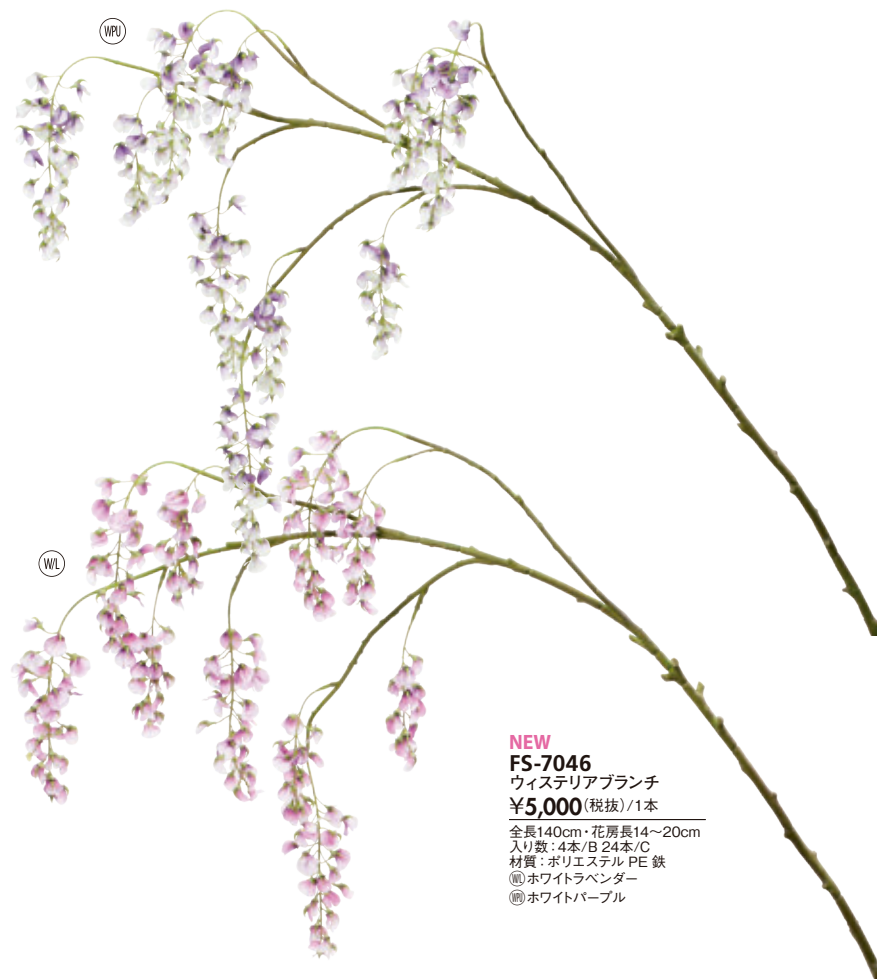 WPU
W/L
NEW
FS-7046
ウィステリアブランチ
¥5,000(税抜)/1本
全長140cm・花房長14〜20cm
入り数：4本/B 24本/C
材質：ポリエステル PE 鉄
W/L ホワイトラベンダー
WPU ホワイトパープル